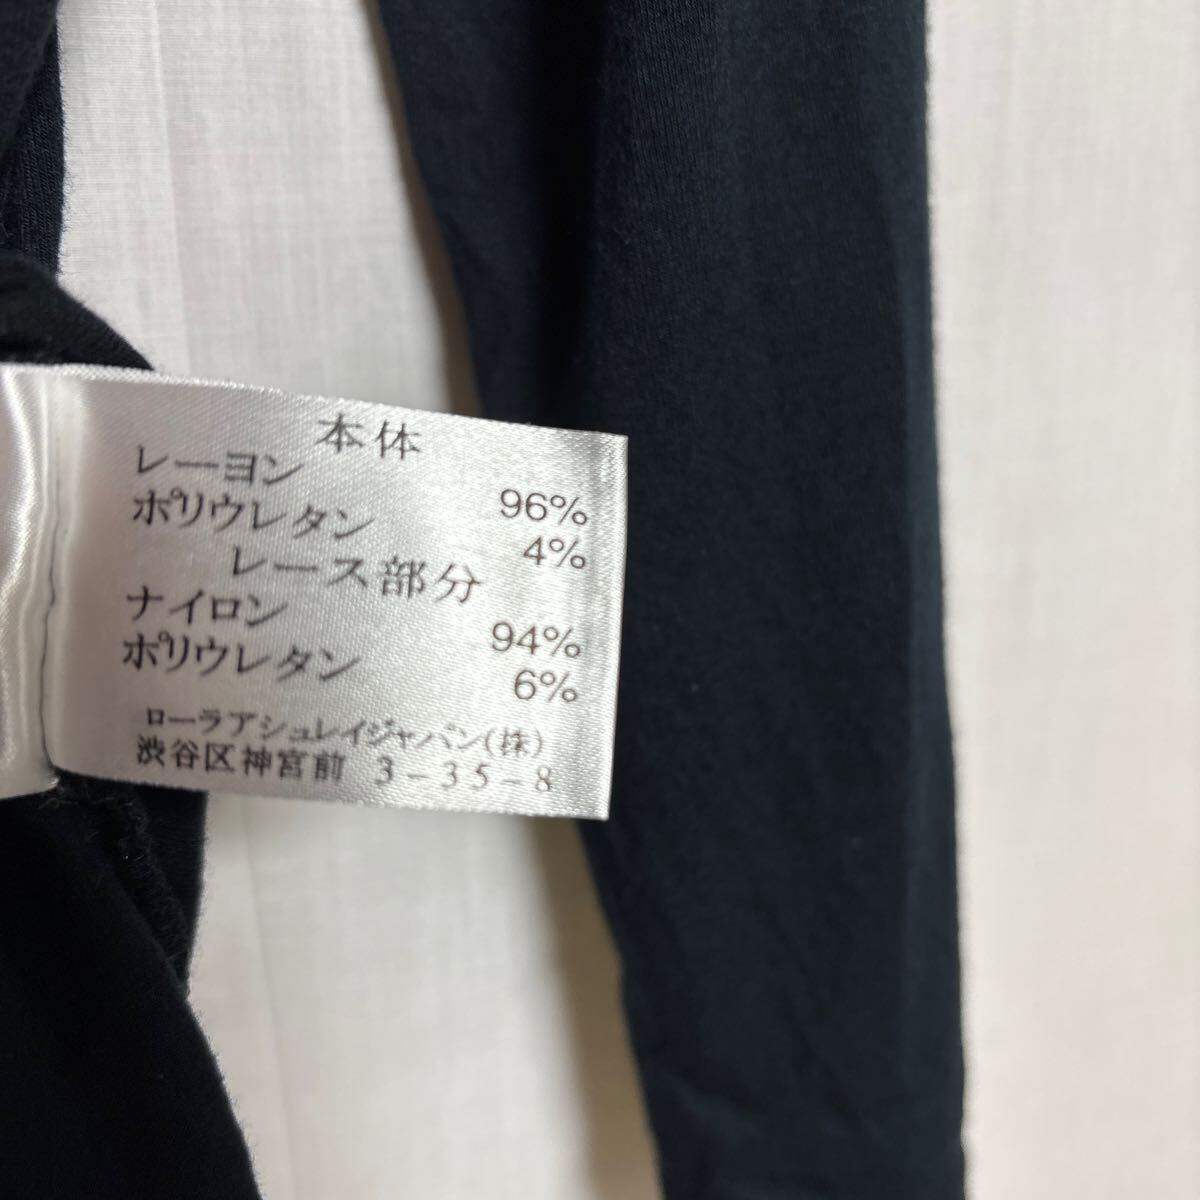 本体
レーヨン 96%
ポリウレタン 4%
レース部分
ナイロン 94%
ポリウレタン 6%
ローラアシュレイジャパン(株)
渋谷区神宮前 3-35-8